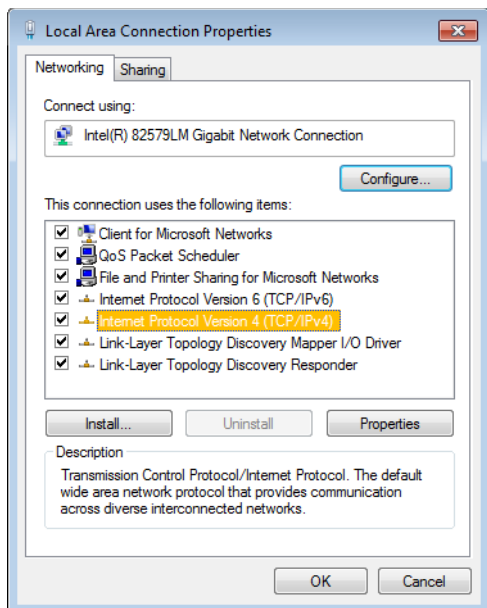 Local Area Connection Properties
Networking
Sharing
Connect using:
Intel(R) 82579LM Gigabit Network Connection
Configure...
This connection uses the following items:
Client for Microsoft Networks
QoS Packet Scheduler
File and Printer Sharing for Microsoft Networks
Internet Protocol Version 6 (TCP/IPv6)
Internet Protocol Version 4 (TCP/IPv4)
Link-Layer Topology Discovery Mapper I/O Driver
Link-Layer Topology Discovery Responder
Install...
Uninstall
Properties
Description
Transmission Control Protocol/Internet Protocol. The default
wide area network protocol that provides communication
across diverse interconnected networks.
OK
Cancel